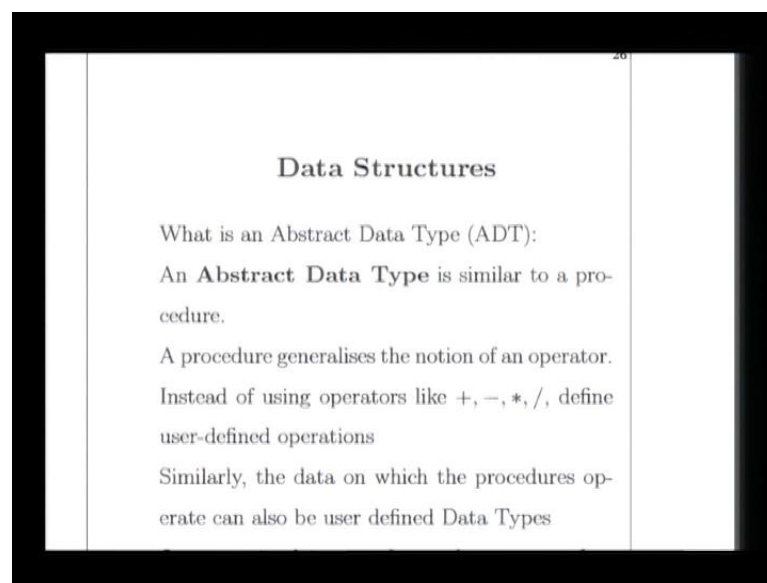 26
Data Structures
What is an Abstract Data Type (ADT):
An Abstract Data Type is similar to a pro-
cedure.
A procedure generalises the notion of an operator.
Instead of using operators like +, −, *, /, define
user-defined operations
Similarly, the data on which the procedures op-
erate can also be user defined Data Types